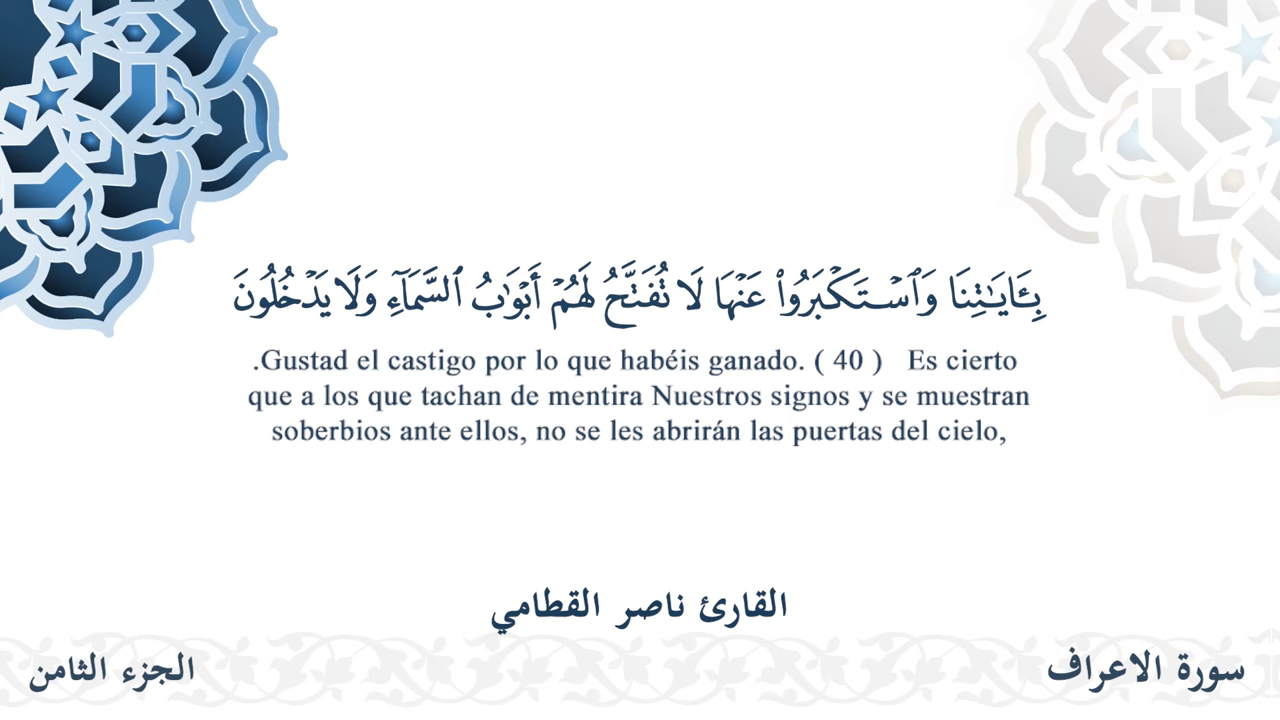 بِـَٔايَٰتِنَا وَٱسۡتَكۡبَرُواْ عَنۡهَا لَا تُفَتَّحُ لَهُمۡ أَبۡوَٰبُ ٱلسَّمَآءِ وَلَا يَدۡخُلُونَ
.Gustad el castigo por lo que habéis ganado. ( 40 ) Es cierto
que a los que tachan de mentira Nuestros signos y se muestran
soberbios ante ellos, no se les abrirán las puertas del cielo,
القارئ ناصر القطامي
سورة الاعراف
الجزء الثامن